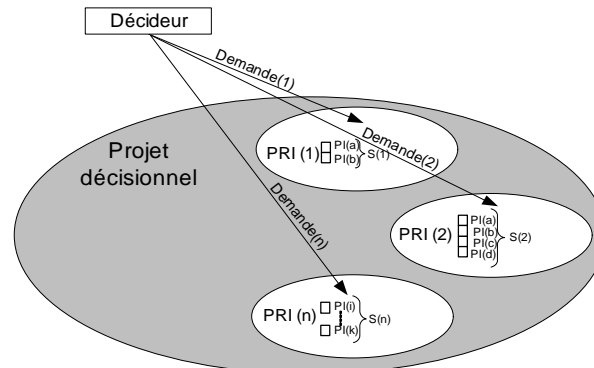 Décideur
Demande(1)
Demande(2)
Demande(n)
Projet
décisionnel
PRI (1)
PI(a)
PI(b)
S(1)
PRI (2)
PI(a)
PI(b)
PI(c)
PI(d)
S(2)
PRI (n)
PI(i)
PI(k)
S(n)